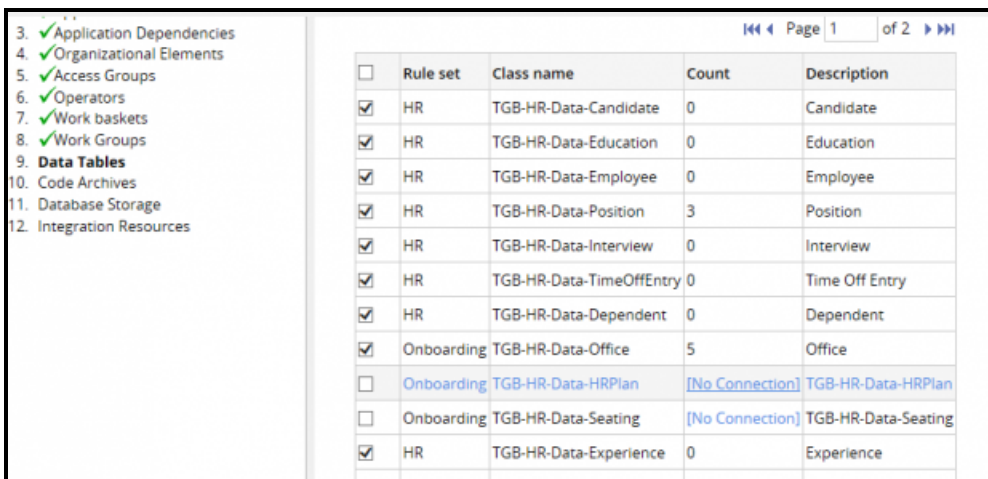 3. Application Dependencies
4. Organizational Elements
5. Access Groups
6. Operators
7. Work baskets
8. Work Groups
9. Data Tables
10. Code Archives
11. Database Storage
12. Integration Resources
Page 1 of 2
Rule set Class name Count Description
HR TGB-HR-Data-Candidate 0 Candidate
HR TGB-HR-Data-Education 0 Education
HR TGB-HR-Data-Employee 0 Employee
HR TGB-HR-Data-Position 3 Position
HR TGB-HR-Data-Interview 0 Interview
HR TGB-HR-Data-TimeOffEntry 0 Time Off Entry
HR TGB-HR-Data-Dependent 0 Dependent
Onboarding TGB-HR-Data-Office 5 Office
Onboarding TGB-HR-Data-HRPlan [No Connection] TGB-HR-Data-HRPlan
Onboarding TGB-HR-Data-Seating [No Connection] TGB-HR-Data-Seating
HR TGB-HR-Data-Experience 0 Experience